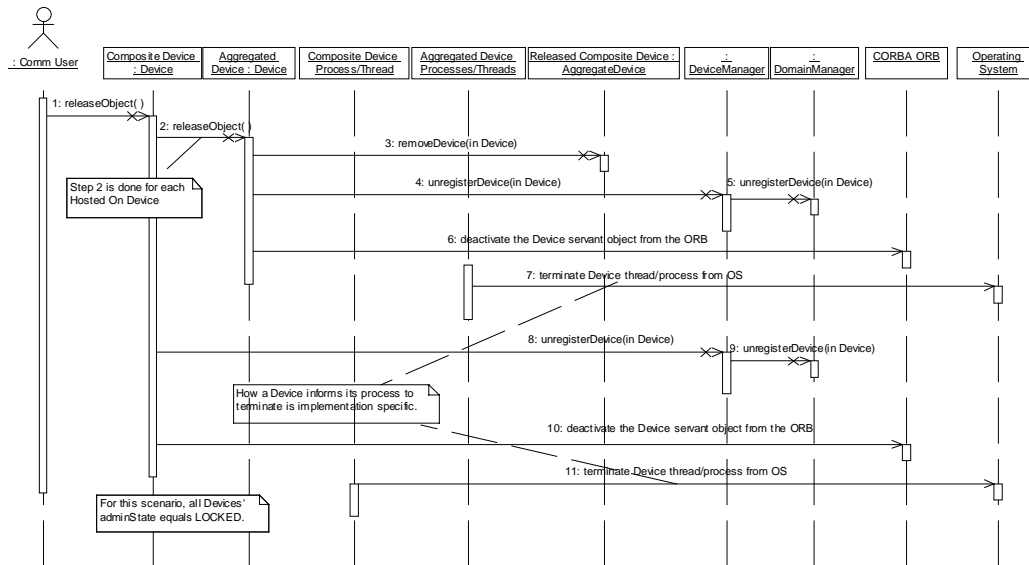 : Comm User
Composite Device
: Device
Aggregated
Device : Device
Composite Device
Process/Thread
Aggregated Device
Processes/Threads
Released Composite Device :
AggregateDevice
:
DeviceManager
:
DomainManager
CORBA ORB
Operating
System
1: releaseObject( )
2: releaseObject( )
3: removeDevice(in Device)
Step 2 is done for each
Hosted On Device
4: unregisterDevice(in Device)
5: unregisterDevice(in Device)
6: deactivate the Device servant object from the ORB
7: terminate Device thread/process from OS
8: unregisterDevice(in Device)
9: unregisterDevice(in Device)
How a Device informs its process to
terminate is implementation specific.
10: deactivate the Device servant object from the ORB
11: terminate Device thread/process from OS
For this scenario, all Devices'
adminState equals LOCKED.